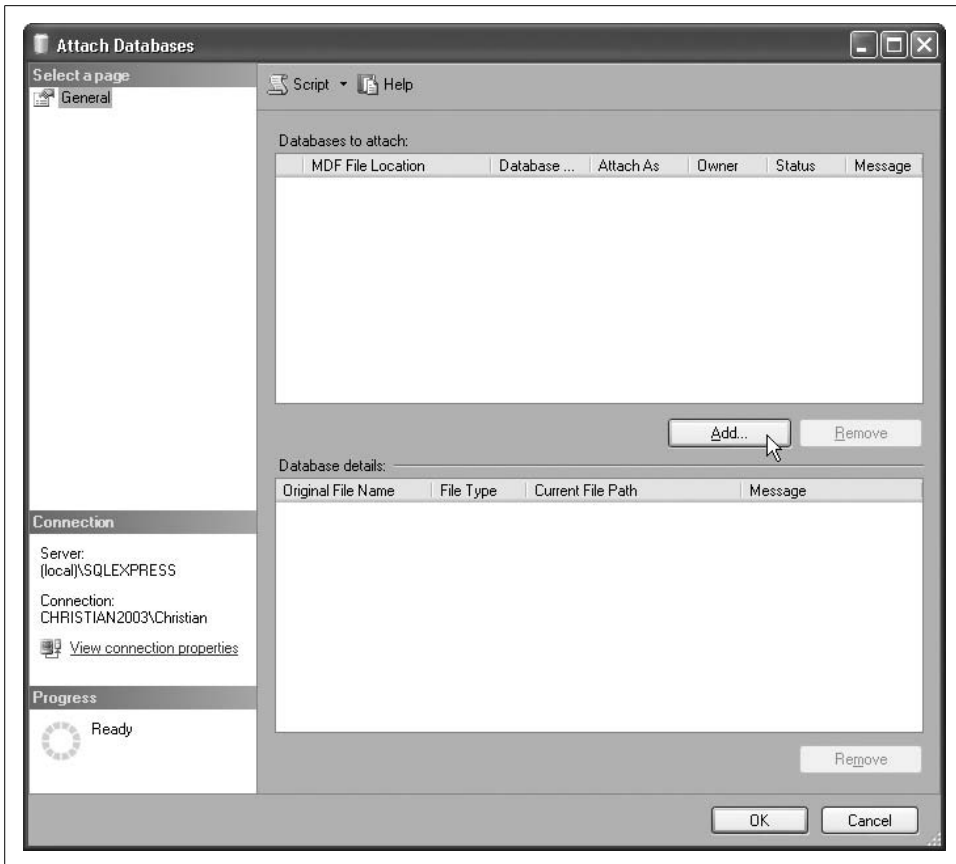 Attach Databases
Select a page
General
Script Help
Databases to attach:
MDF File Location Database ... Attach As Owner Status Message
Add... Remove
Database details:
Original File Name File Type Current File Path Message
Connection
Server:
(local)\SQLEXPRESS
Connection:
CHRISTIAN2003\Christian
View connection properties
Progress
Ready
Remove
OK Cancel